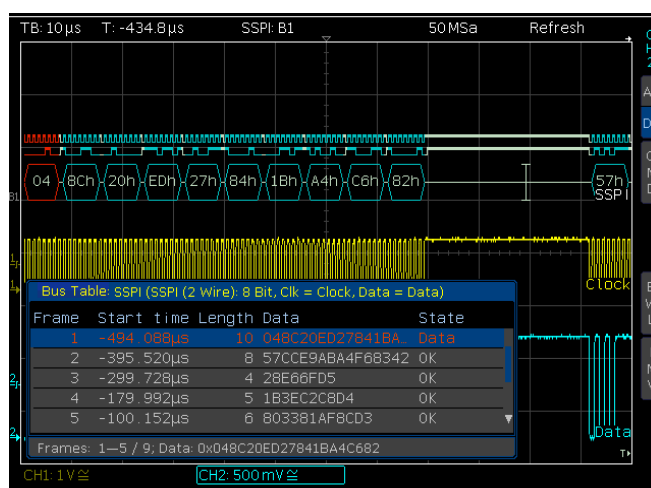 TB: 10µs T: -434.8µs SSPI: B1 50MSa Refresh
04 8Ch 20h EDh 27h 84h 1Bh A4h C6h 82h 57h
B1
SSPI
Clock
Bus Table: SSPI (SSPI (2 Wire): 8 Bit, Clk = Clock, Data = Data)
Frame Start time Length Data State
1 -494.088µs 10 048C20ED27841BA… Data
2 -395.520µs 8 57CCE9ABA4F68342 OK
3 -299.728µs 4 28E66FD5 OK
4 -179.992µs 5 1B3EC2C8D4 OK
5 -100.152µs 6 803381AF8CD3 OK
Frames: 1—5 / 9; Data: 0x048C20ED27841BA4C682
Data
CH1: 1V CH2: 500mV